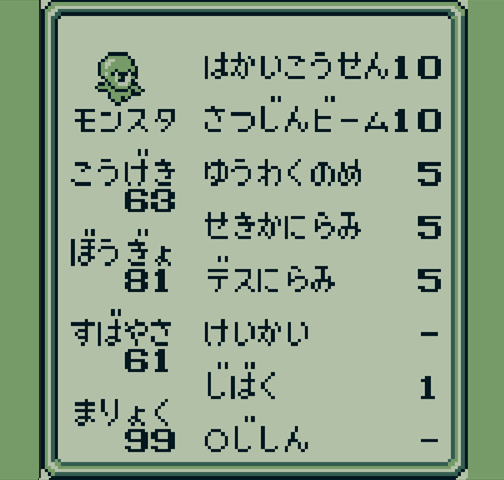 モンスタ
こうげき
63
ぼうぎょ
81
すばやさ
61
まりょく
99
はかいこうせん10
さつじんビーム10
ゆうわくのめ 5
せきかにらみ 5
デスにらみ 5
けいかい -
じばく 1
○じしん -